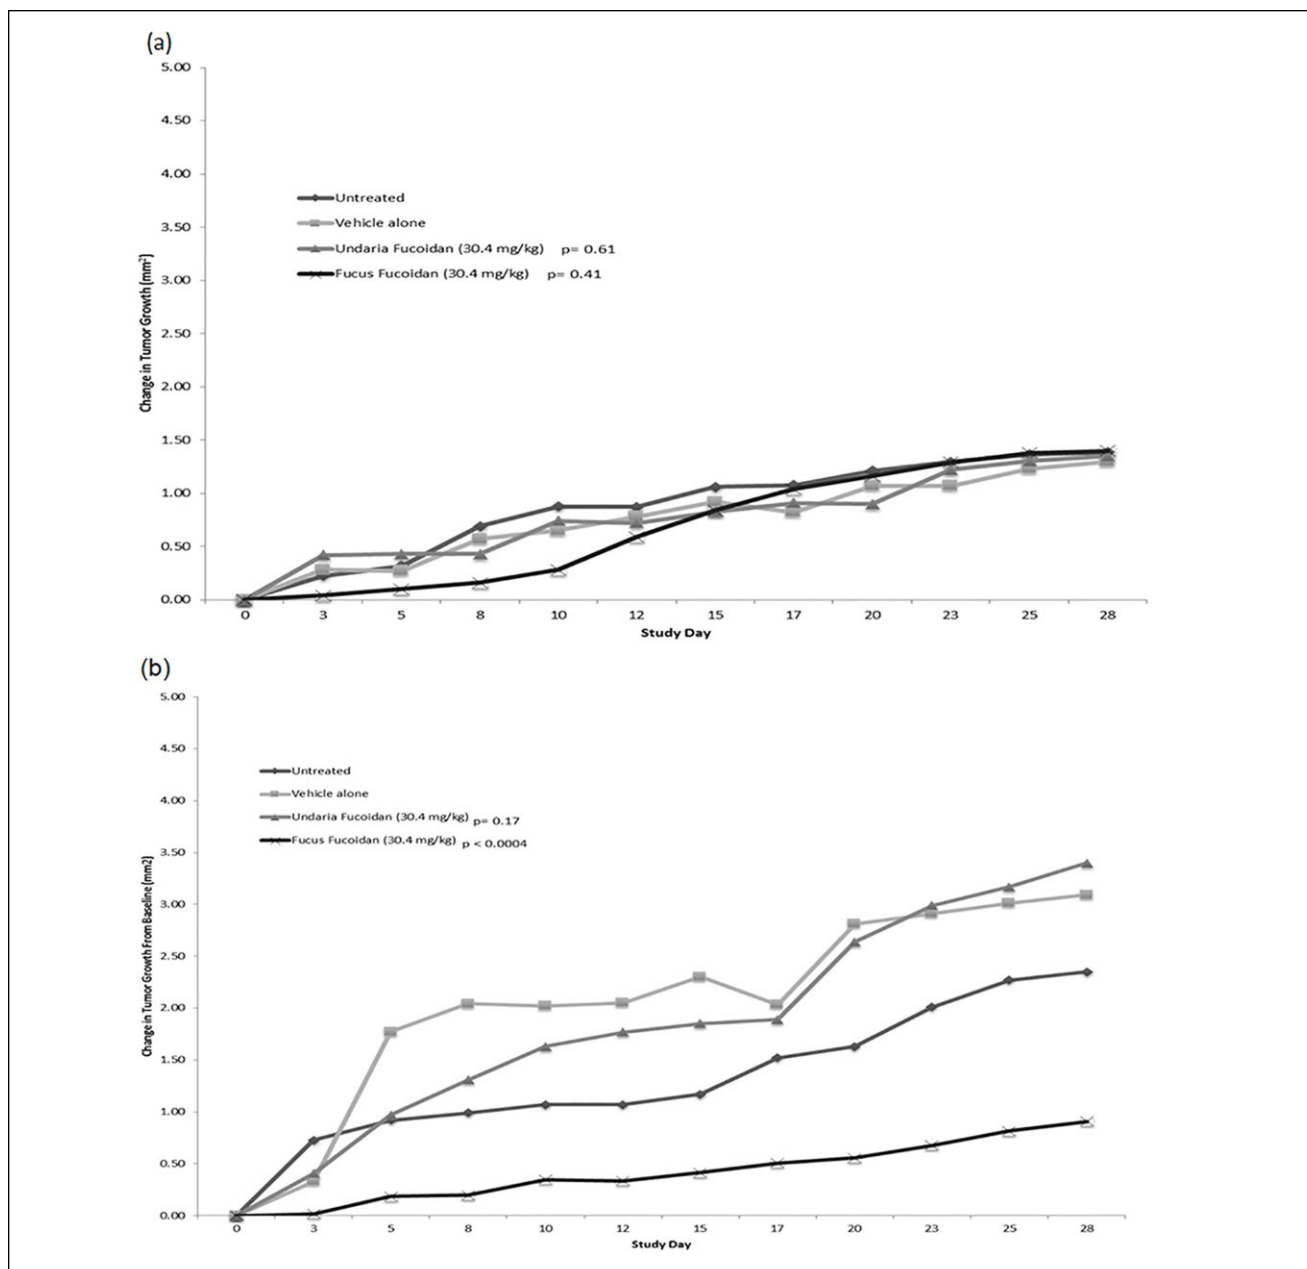 (a)
5.00
4.50
4.00
3.50
3.00
2.50
2.00
1.50
1.00
0.50
0.00
Change in Tumor Growth (mm²)
Untreated
Vehicle alone
Undaria Fucoidan (30.4 mg/kg) p= 0.61
Fucus Fucoidan (30.4 mg/kg) p= 0.41
0 3 5 8 10 12 15 17 20 23 25 28
Study Day
(b)
5.00
4.50
4.00
3.50
3.00
2.50
2.00
1.50
1.00
0.50
0.00
Change in Tumor Growth From Baseline (mm2)
Untreated
Vehicle alone
Undaria Fucoidan (30.4 mg/kg) p= 0.17
Fucus Fucoidan (30.4 mg/kg) p < 0.0004
0 3 5 8 10 12 15 17 20 23 25 28
Study Day